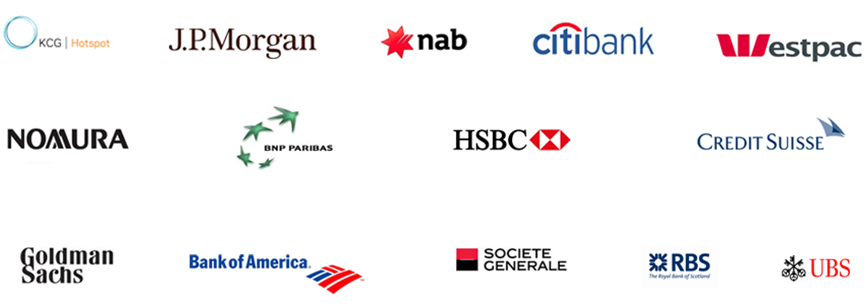 KCG | Hotspot
J.P.Morgan
nab
citibank
Westpac
NOMURA
BNP PARIBAS
HSBC
CREDIT SUISSE
Goldman
Sachs
Bank of America
SOCIETE
GENERALE
RBS
The Royal Bank of Scotland
UBS